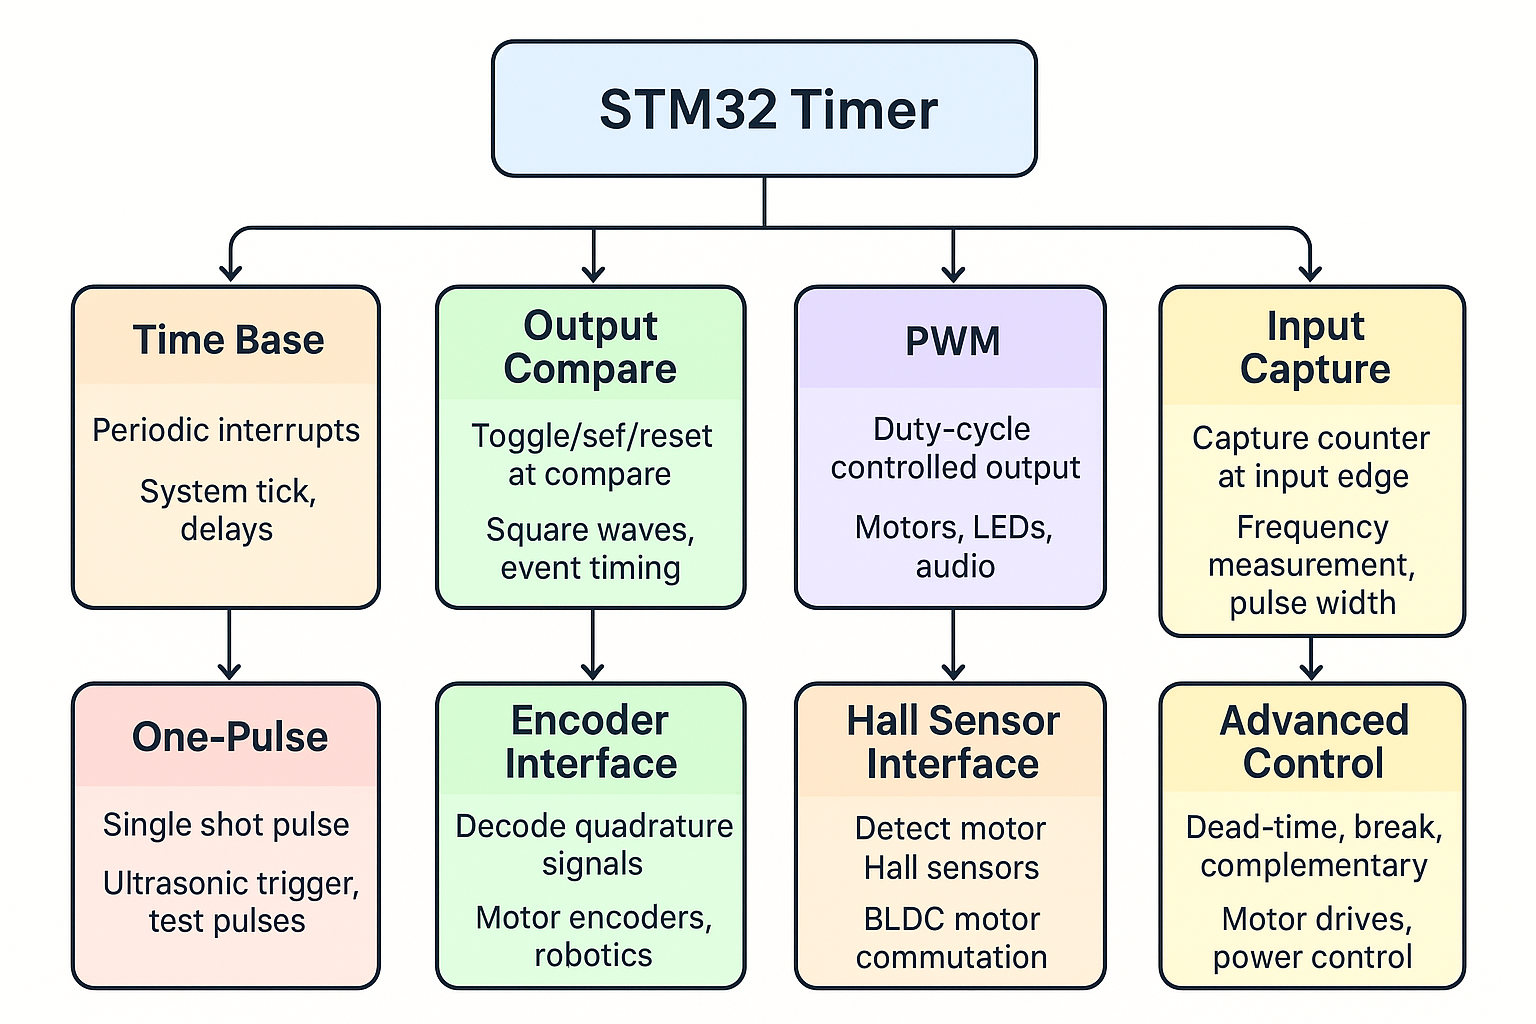 STM32 Timer
Time Base
Periodic interrupts
System tick,
delays
Output
Compare
Toggle/sef/reset
at compare
Square waves,
event timing
PWM
Duty-cycle
controlled output
Motors, LEDs,
audio
Input
Capture
Capture counter
at input edge
Frequency
measurement,
pulse width
One-Pulse
Single shot pulse
Ultrasonic trigger,
test pulses
Encoder
Interface
Decode quadrature
signals
Motor encoders,
robotics
Hall Sensor
Interface
Detect motor
Hall sensors
BLDC motor
commutation
Advanced
Control
Dead-time, break,
complementary
Motor drives,
power control